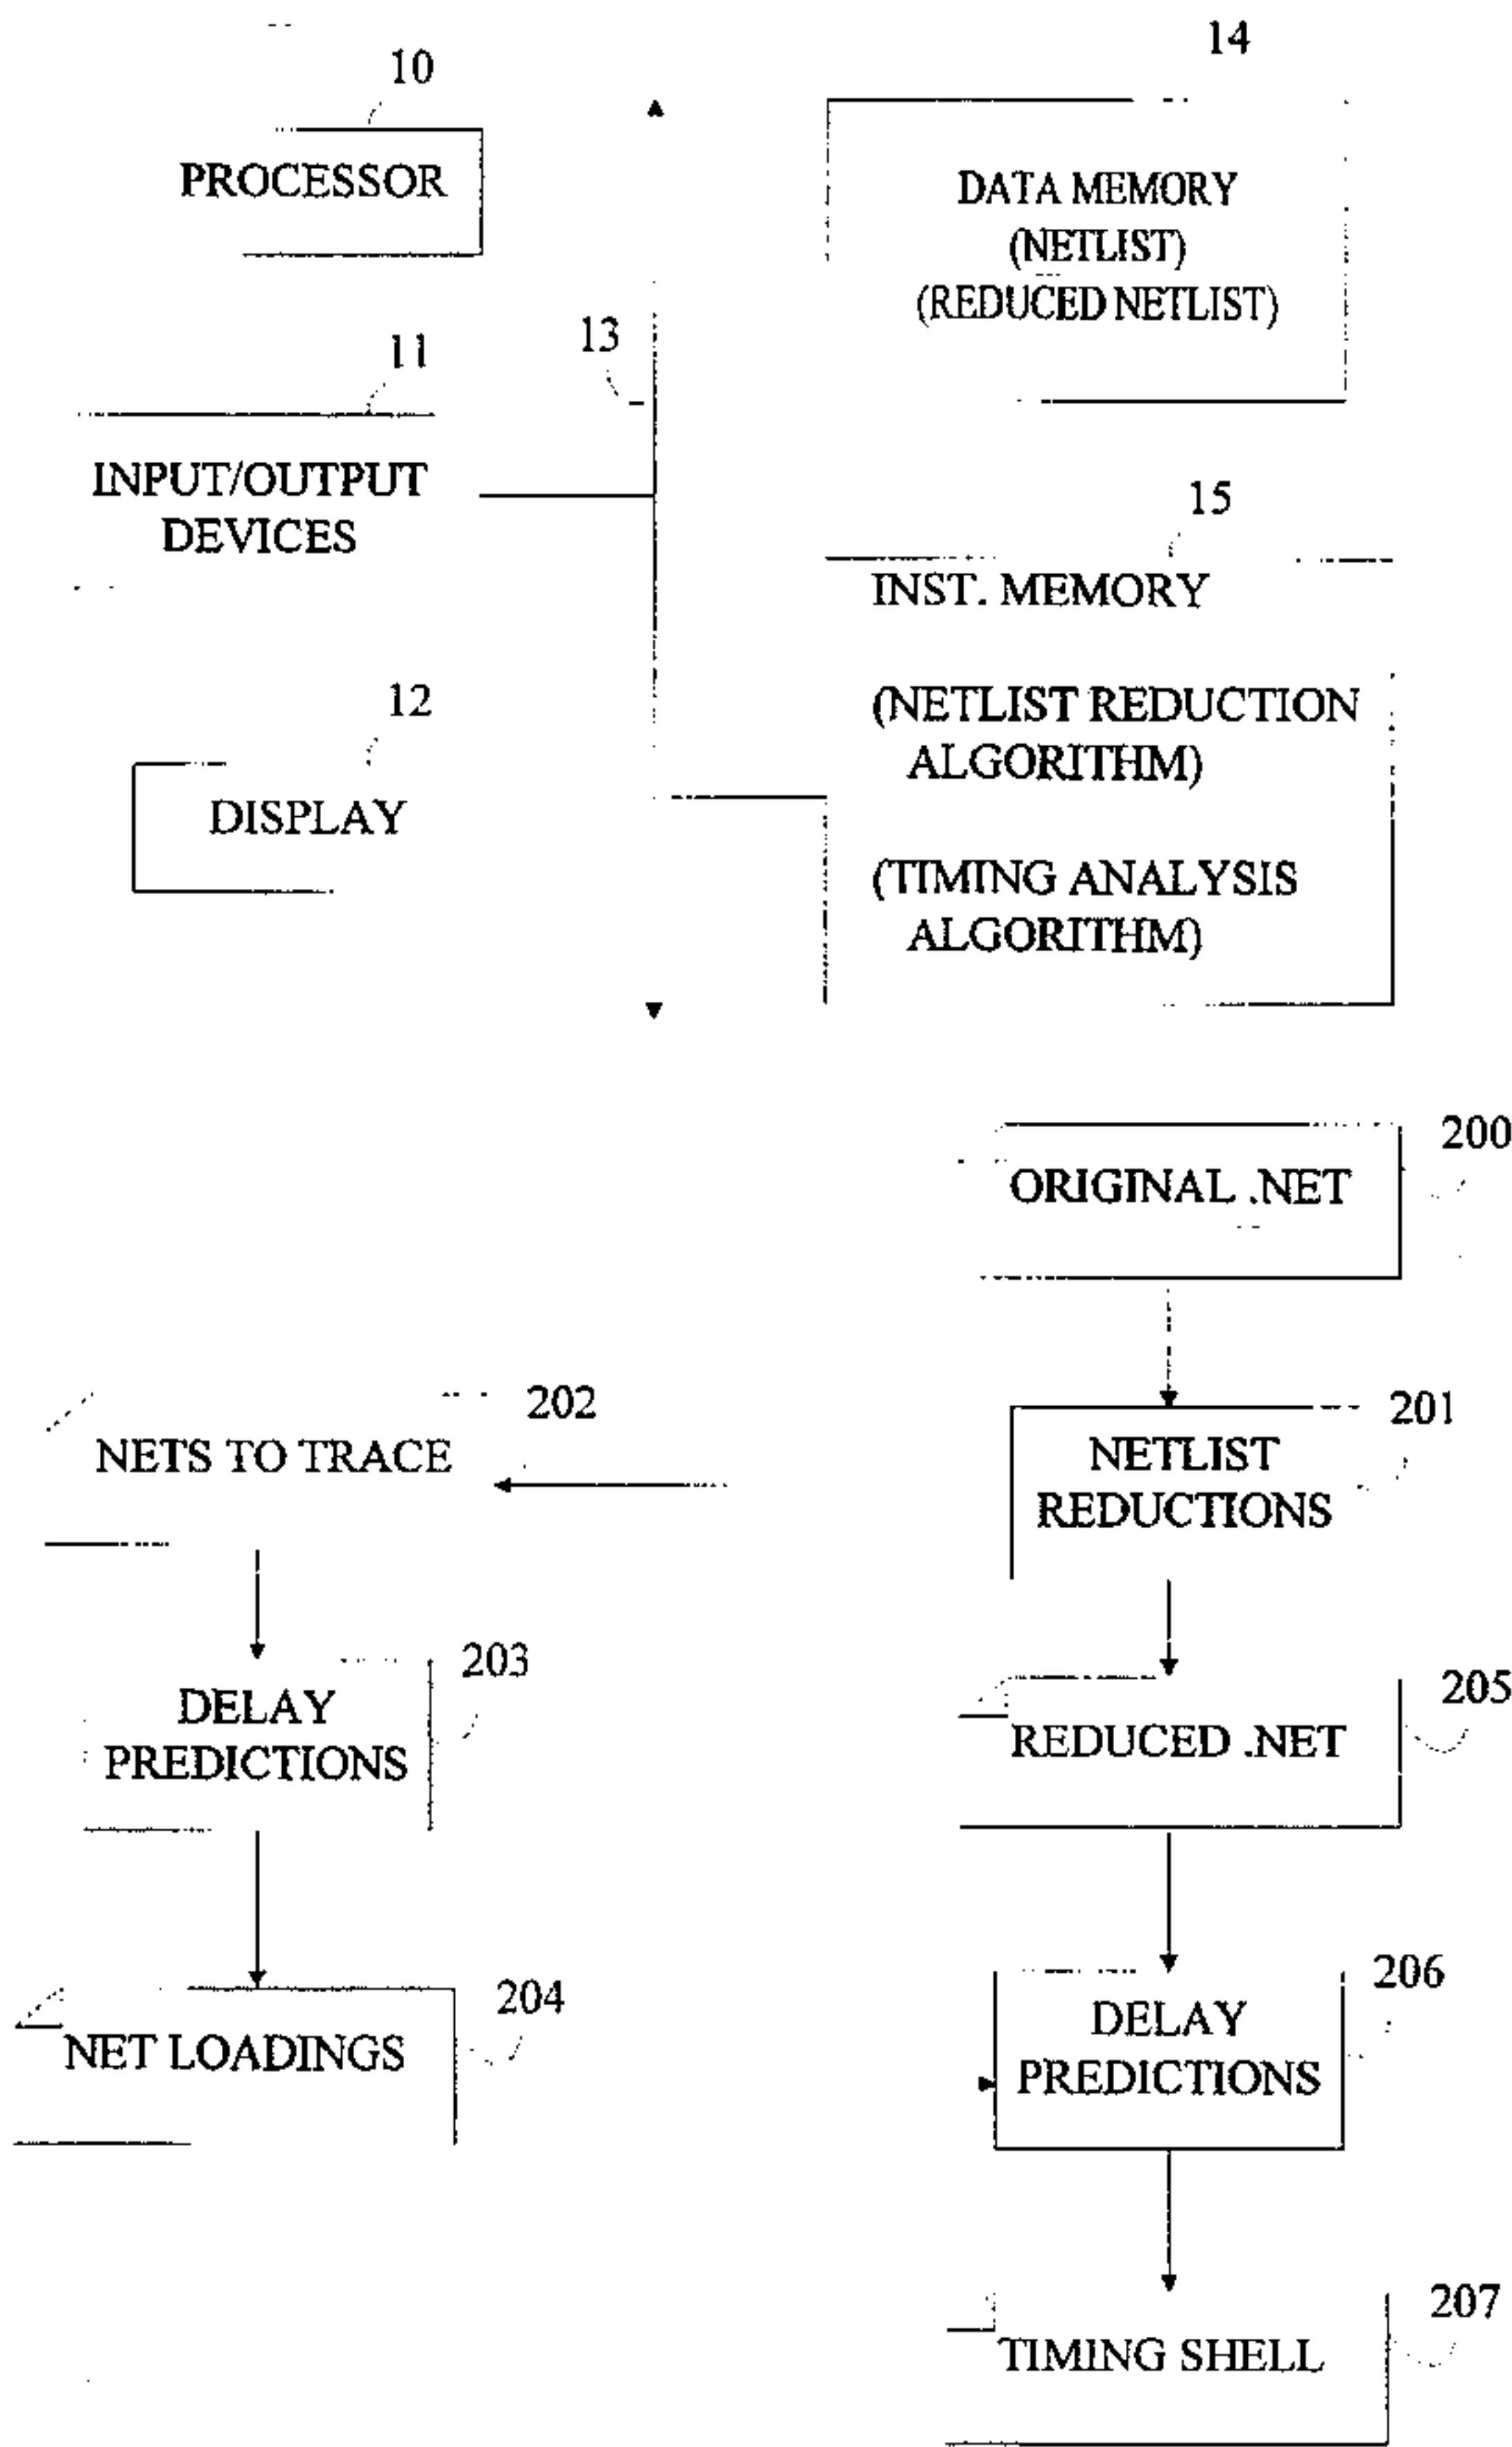 10
PROCESSOR
11
INPUT/OUTPUT
DEVICES
12
DISPLAY
13
14
DATA MEMORY
(NETLIST)
(REDUCED NETLIST)
15
INST. MEMORY
(NETLIST REDUCTION
ALGORITHM)
(TIMING ANALYSIS
ALGORITHM)
200
ORIGINAL .NET
201
NETLIST
REDUCTIONS
202
NETS TO TRACE
203
DELAY
PREDICTIONS
204
NET LOADINGS
205
REDUCED .NET
206
DELAY
PREDICTIONS
207
TIMING SHELL